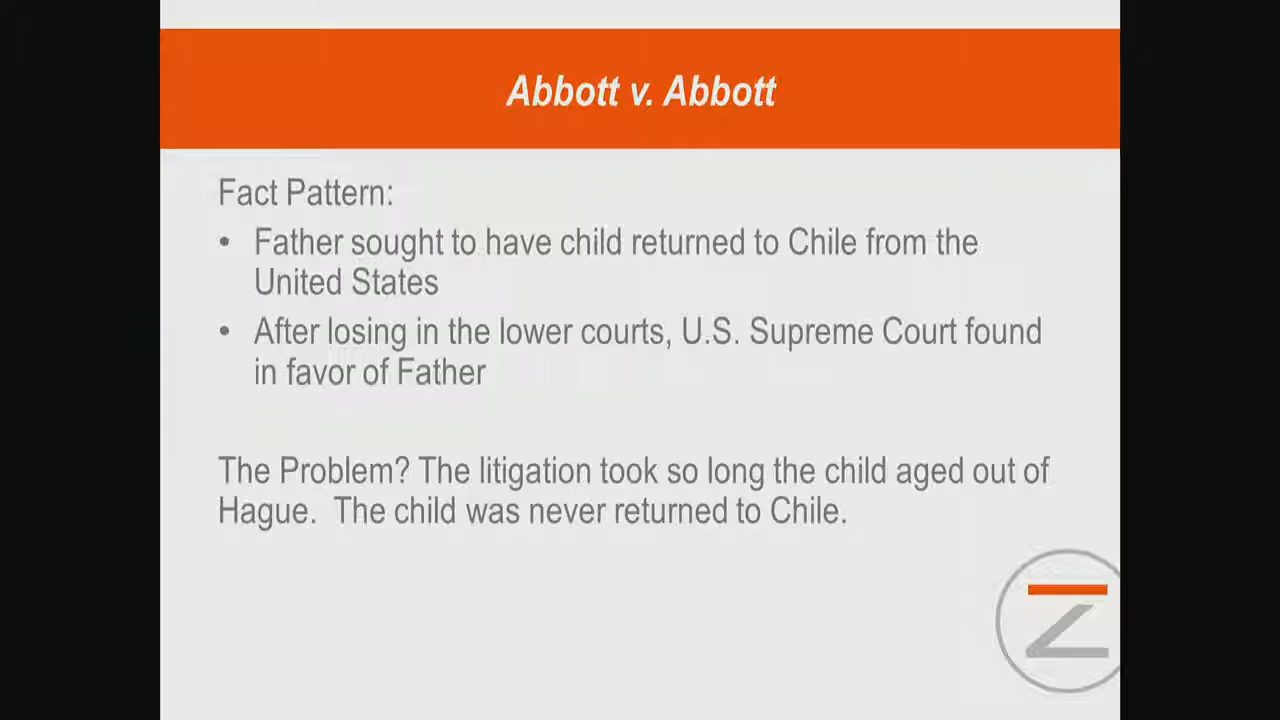 Abbott v. Abbott
Fact Pattern:
• Father sought to have child returned to Chile from the
United States
• After losing in the lower courts, U.S. Supreme Court found
in favor of Father
The Problem? The litigation took so long the child aged out of
Hague.  The child was never returned to Chile.
Z